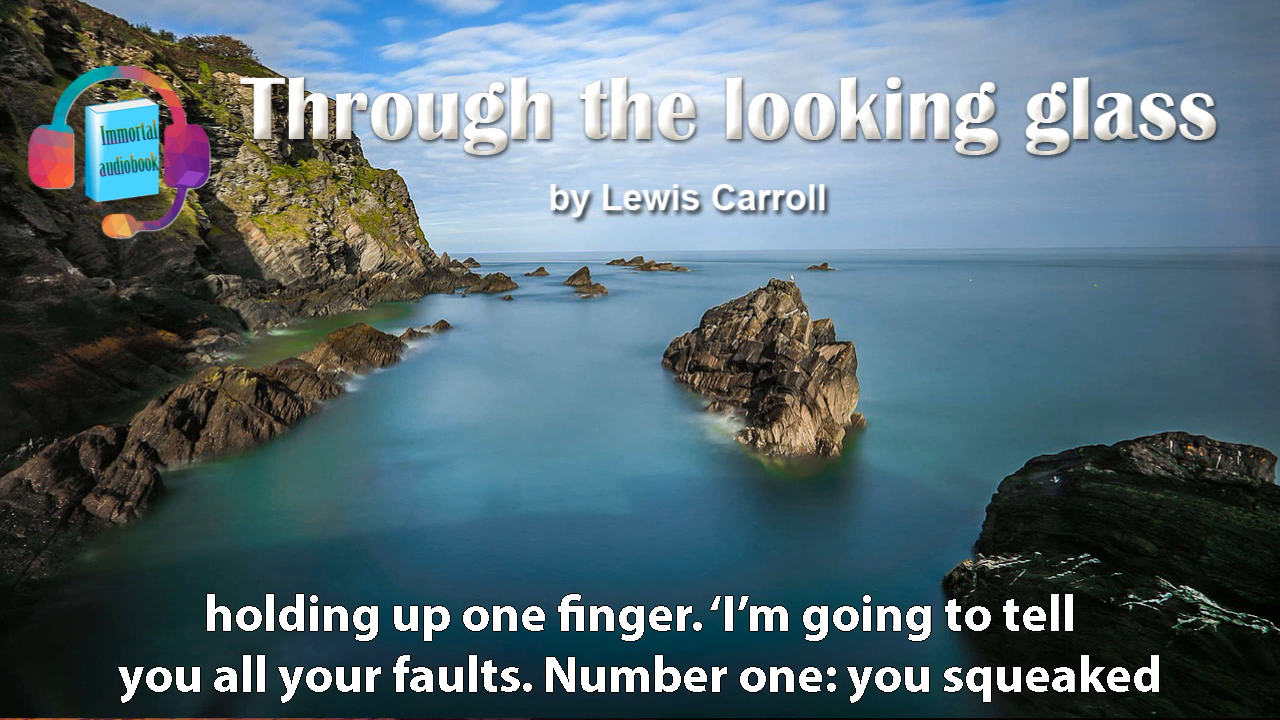 Through the looking glass
by Lewis Carroll
Immortal
audiobook
holding up one finger. ‘I’m going to tell
you all your faults. Number one: you squeaked